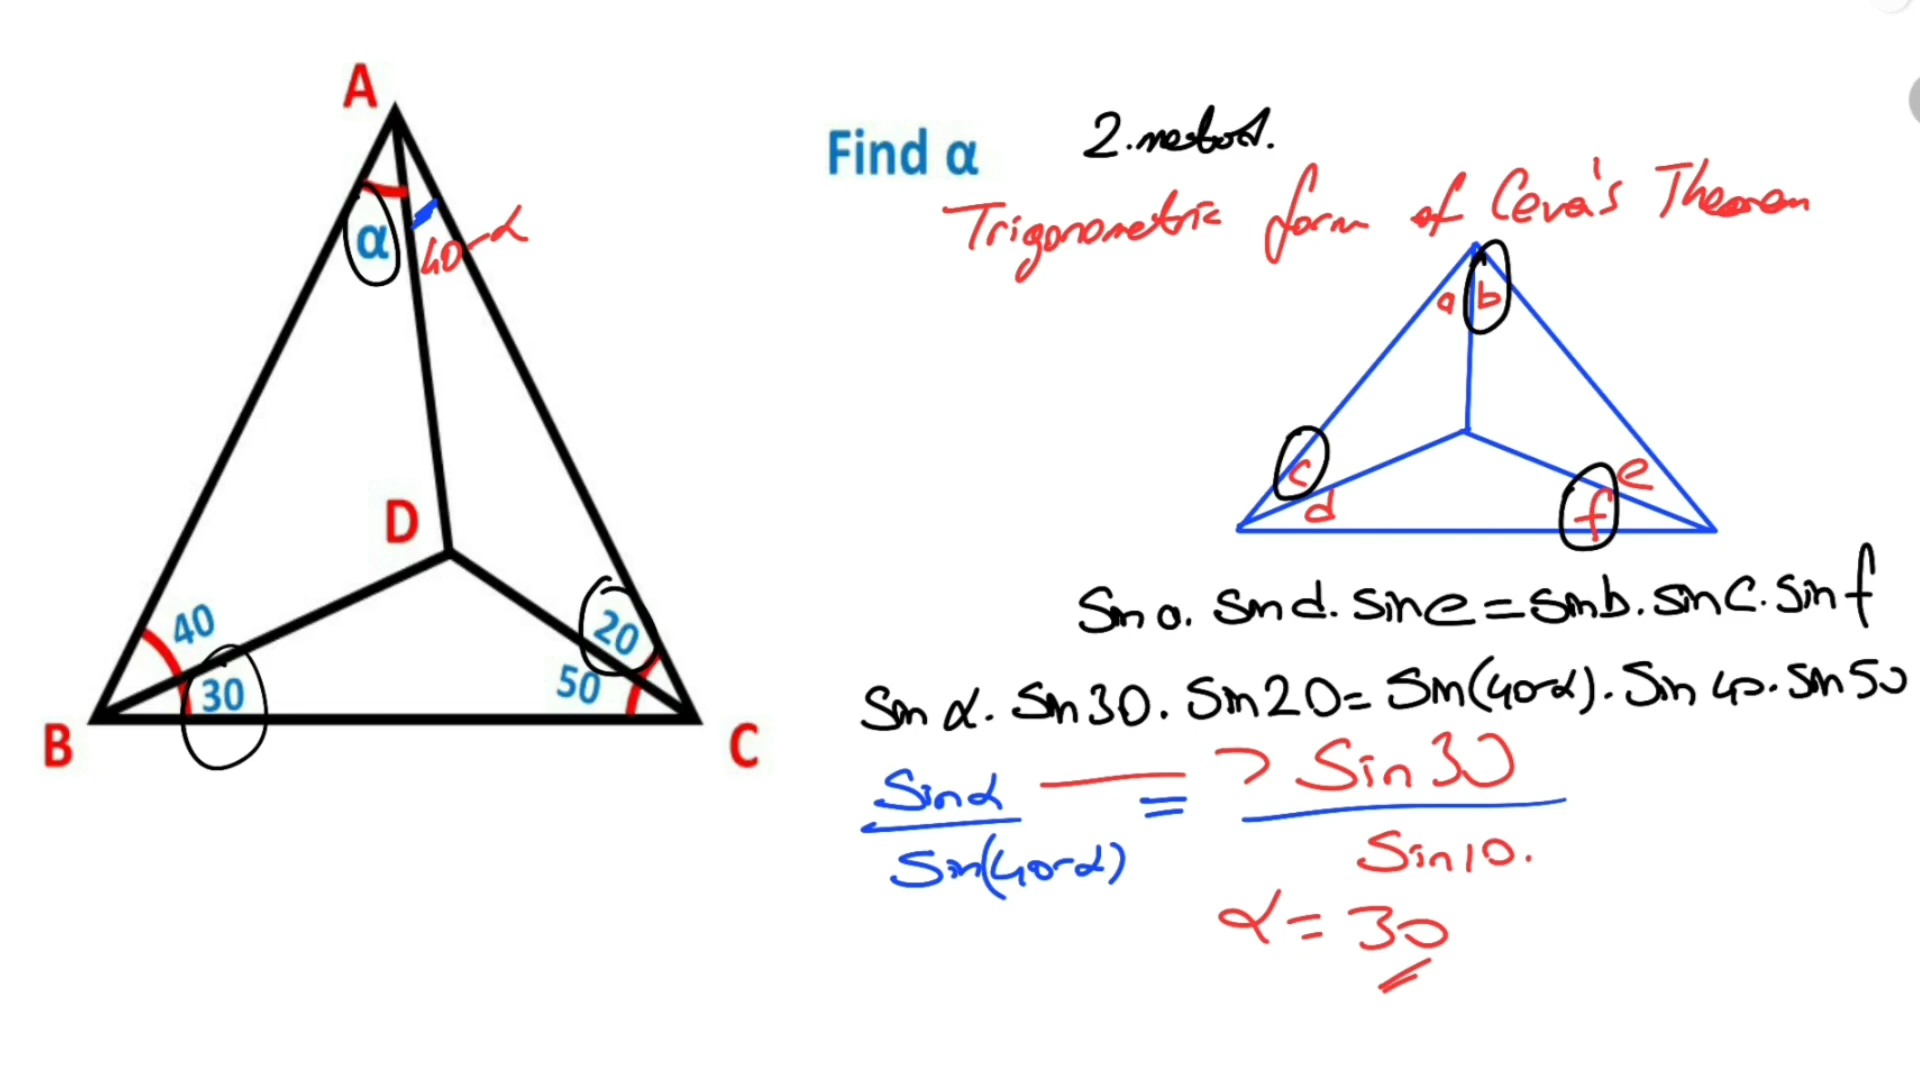 A
Find α 2.metod.
Trigonometric form of Ceva's Theorem
α 40-α
a b
c d
e f
D
40
30
20
50
B C
Sin a. Sin d. Sin e = Sin b. Sin C. Sin f
Sin α. Sin 30. Sin 20 = Sin(40-α). Sin 40. Sin 50
Sin α = Sin 30
Sin(40-α) Sin 10.
α = 30